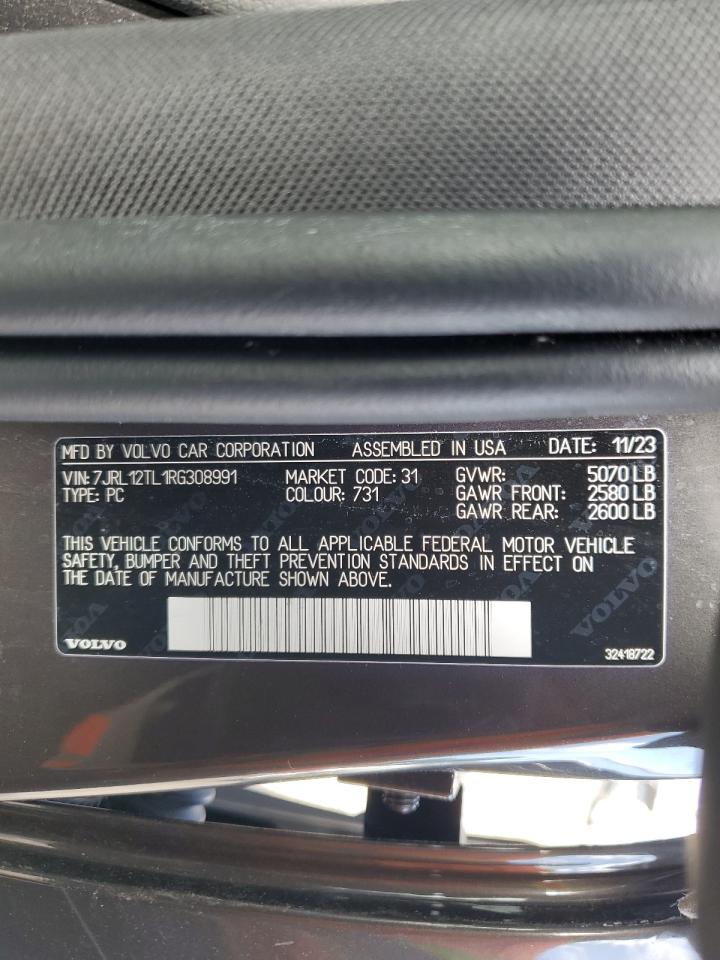 MFD BY VOLVO CAR CORPORATION ASSEMBLED IN USA DATE: 11/23
VIN: 7JRL12TL1RG308991 MARKET CODE: 31 GVWR: 5070 LB
TYPE: PC COLOUR: 731 GAWR FRONT: 2580 LB
GAWR REAR: 2600 LB
THIS VEHICLE CONFORMS TO ALL APPLICABLE FEDERAL MOTOR VEHICLE
SAFETY, BUMPER AND THEFT PREVENTION STANDARDS IN EFFECT ON
THE DATE OF MANUFACTURE SHOWN ABOVE.
VOLVO 32418722